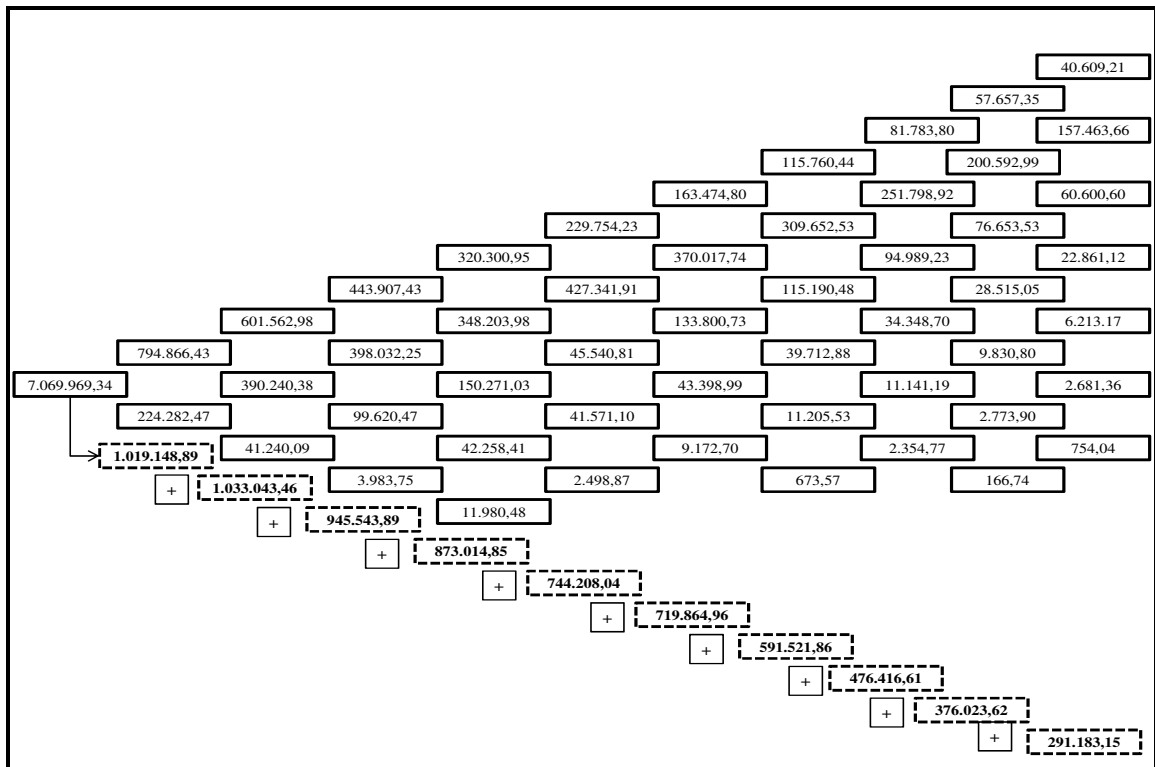 40.609,21
57.657,35
81.783,80 157.463,66
115.760,44 200.592,99
163.474,80 251.798,92 60.600,60
229.754,23 309.652,53 76.653,53
320.300,95 370.017,74 94.989,23 22.861,12
443.907,43 427.341,91 115.190,48 28.515,05
601.562,98 348.203,98 133.800,73 34.348,70 6.213.17
794.866,43 398.032,25 45.540,81 39.712,88 9.830,80
7.069.969,34 390.240,38 150.271,03 43.398,99 11.141,19 2.681,36
224.282,47 99.620,47 41.571,10 11.205,53 2.773,90
1.019.148,89 41.240,09 42.258,41 9.172,70 2.354,77 754,04
+ 1.033.043,46 3.983,75 2.498,87 673,57 166,74
+ 945.543,89 11.980,48
+ 873.014,85
+ 744.208,04
+ 719.864,96
+ 591.521,86
+ 476.416,61
+ 376.023,62
+ 291.183,15